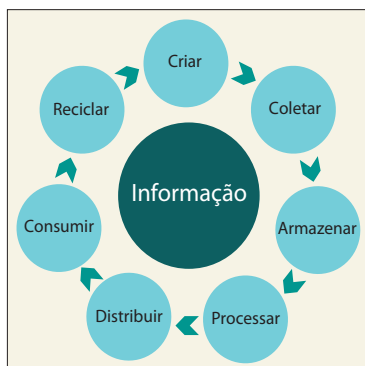 Criar
Coletar
Armazenar
Processar
Distribuir
Consumir
Reciclar
Informação